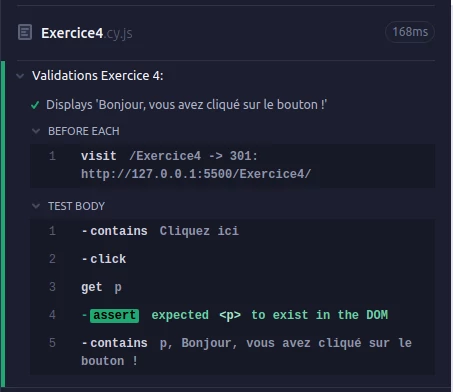 Exercice4.cy.js 168ms
Validations Exercice 4:
Displays 'Bonjour, vous avez cliqué sur le bouton !'
BEFORE EACH
1 visit /Exercice4 -> 301:
http://127.0.0.1:5500/Exercice4/
TEST BODY
1 -contains Cliquez ici
2 -click
3 get p
4 -assert expected <p> to exist in the DOM
5 -contains p, Bonjour, vous avez cliqué sur le
bouton !